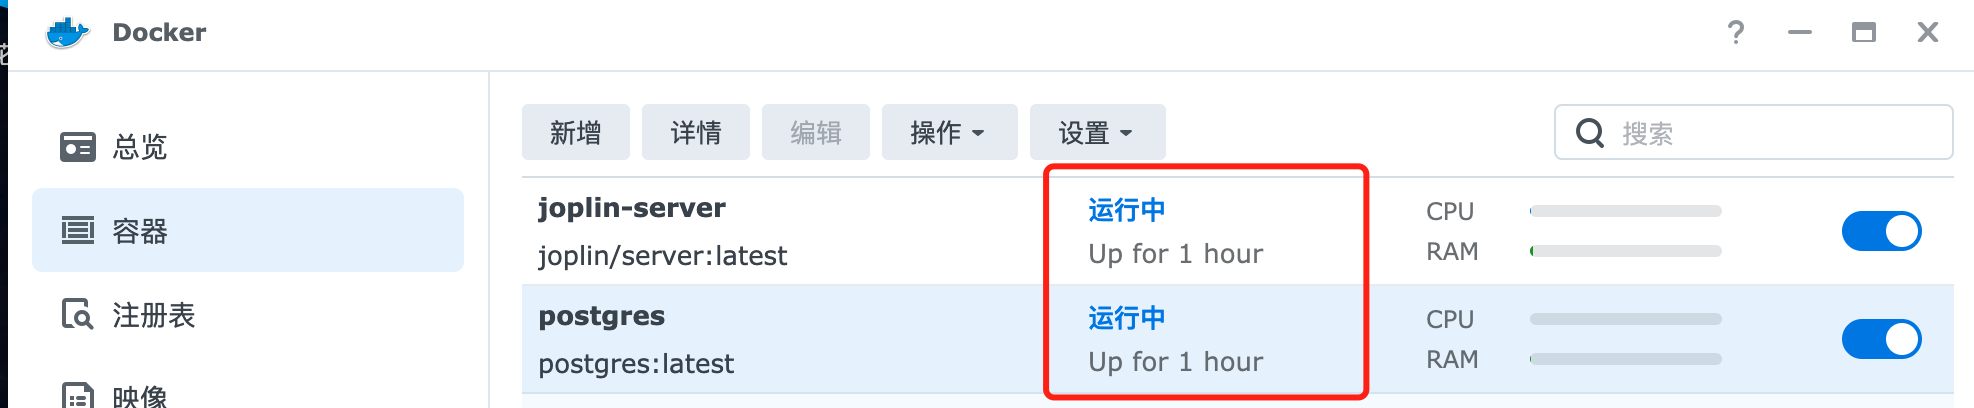 Docker
?
总览
容器
注册表
映像
新增 详情 编辑 操作 设置 搜索
joplin-server 运行中 CPU
joplin/server:latest Up for 1 hour RAM
postgres 运行中 CPU
postgres:latest Up for 1 hour RAM